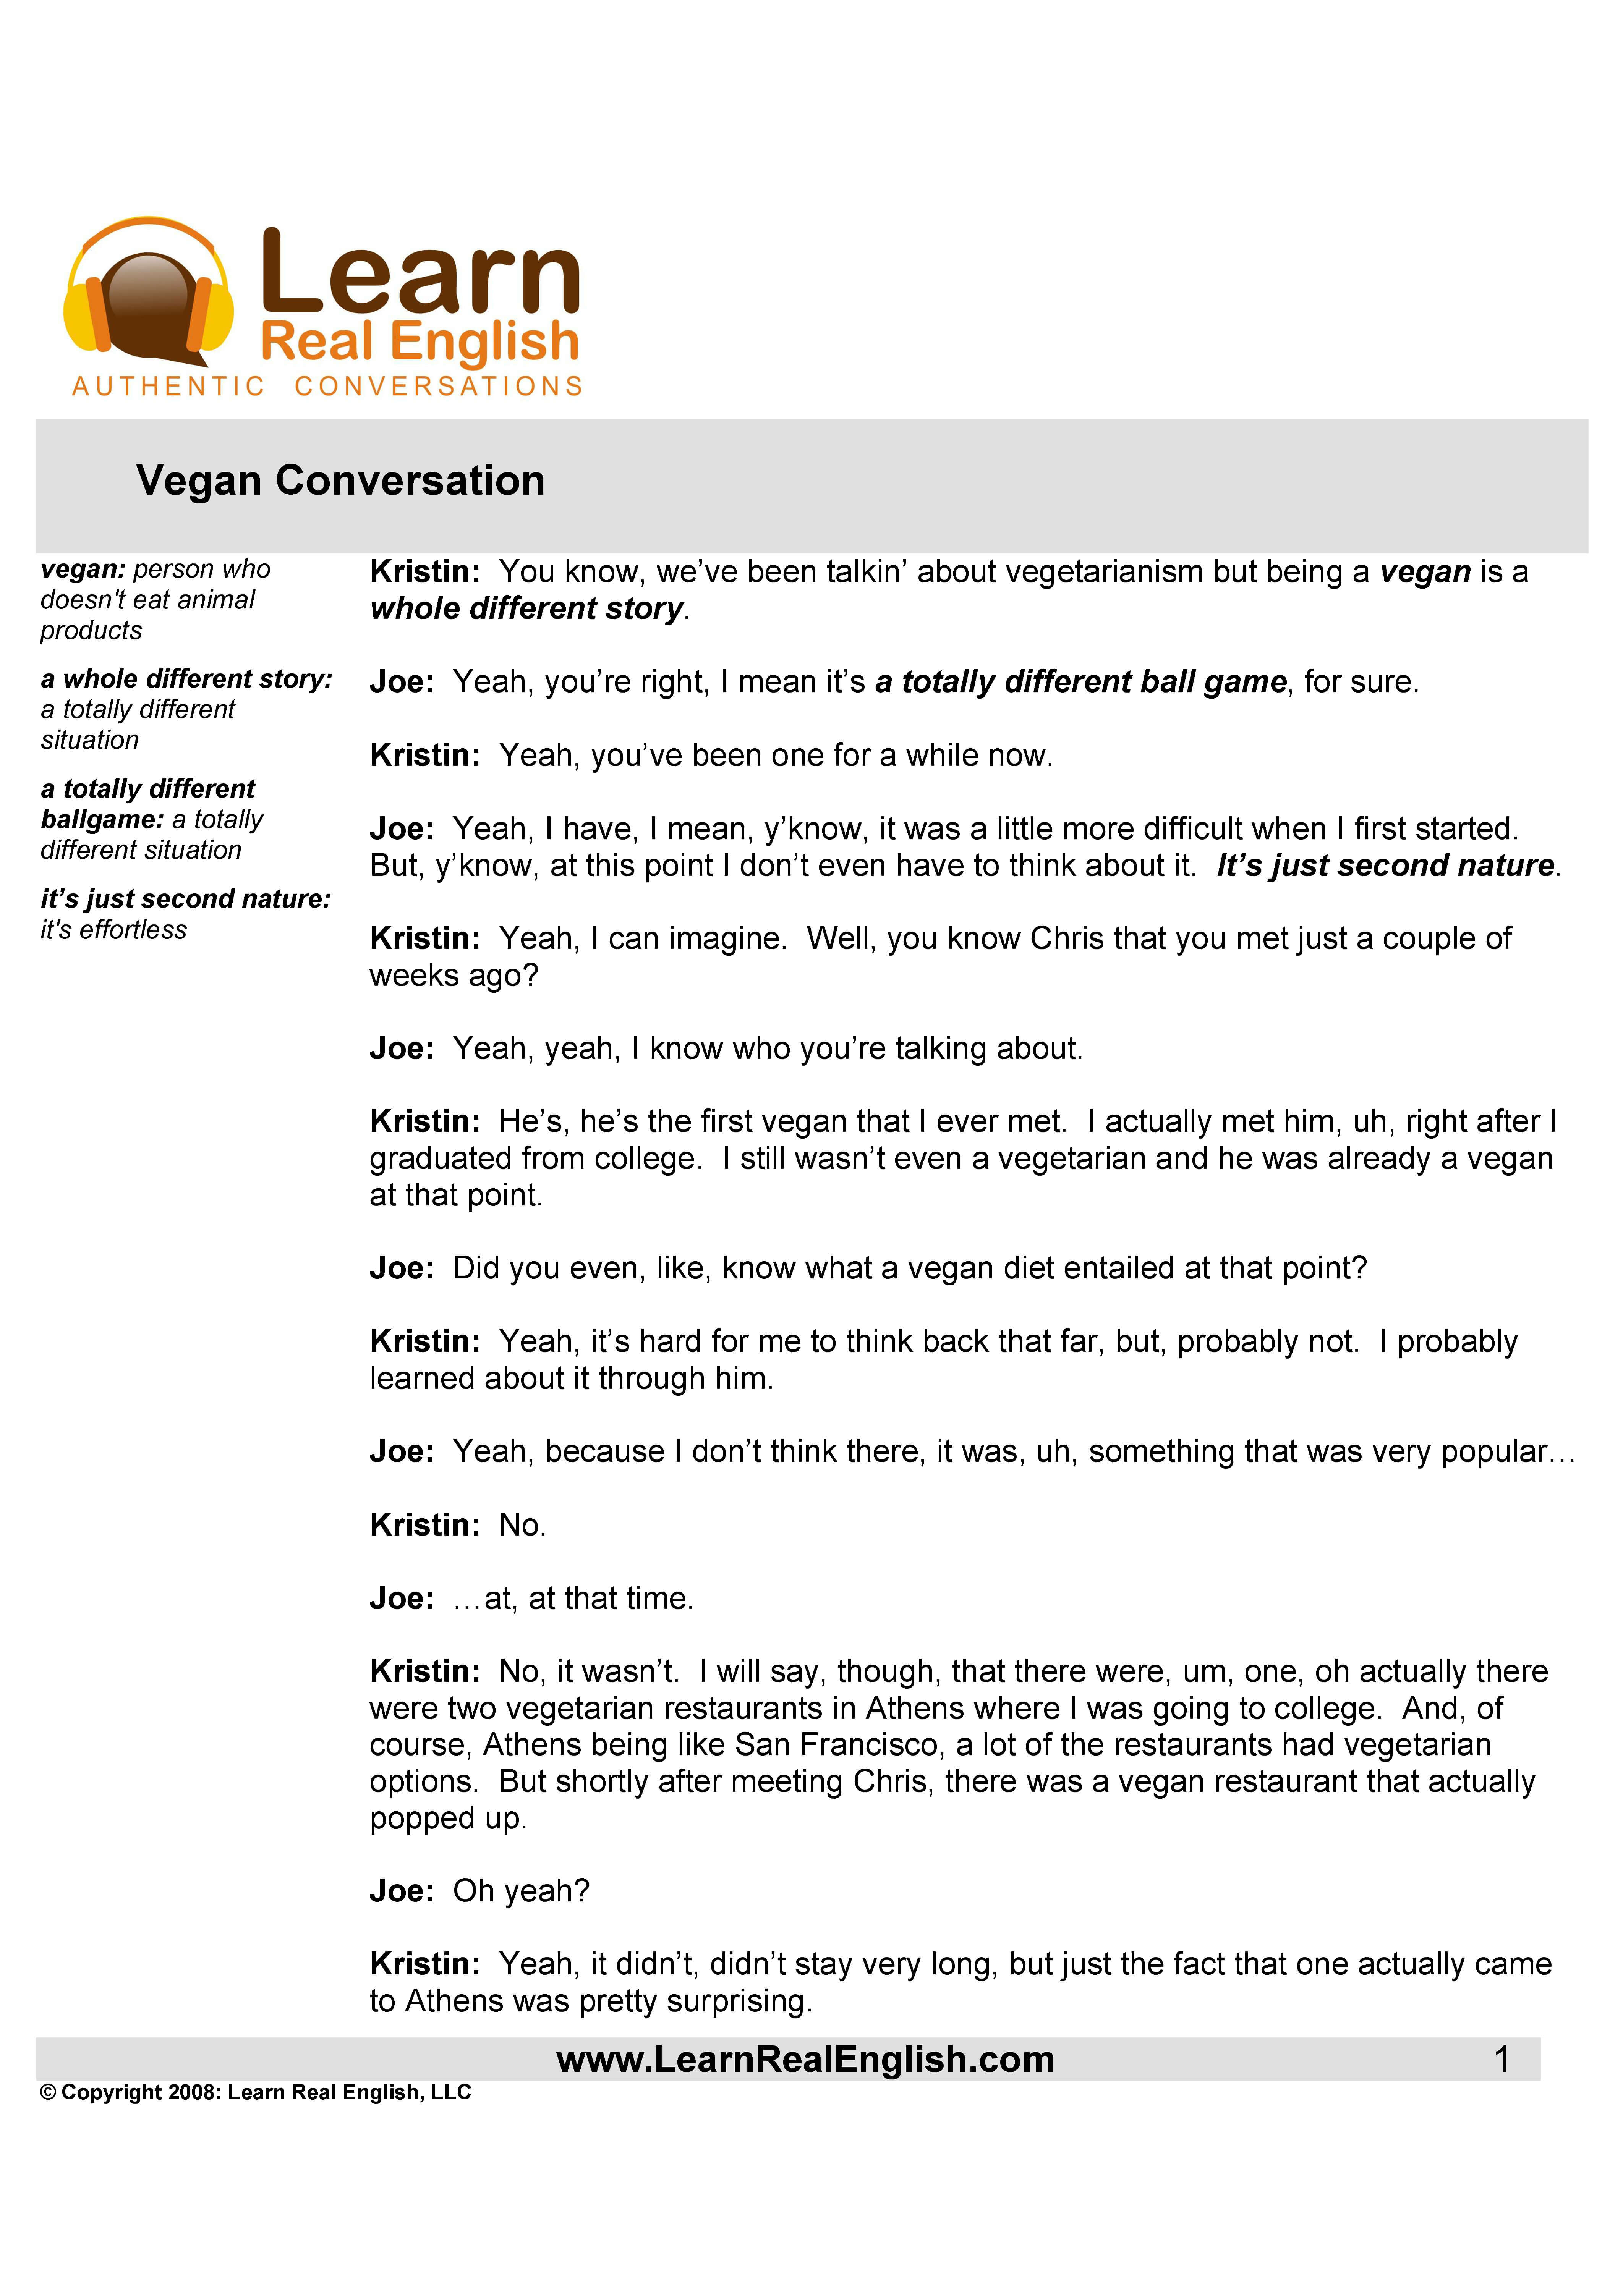 Learn
Real English
AUTHENTIC CONVERSATIONS
Vegan Conversation
vegan: person who
doesn't eat animal
products
a whole different story:
a totally different
situation
a totally different
ballgame: a totally
different situation
it’s just second nature:
it's effortless
Kristin: You know, we’ve been talkin’ about vegetarianism but being a vegan is a
whole different story.
Joe: Yeah, you’re right, I mean it’s a totally different ball game, for sure.
Kristin: Yeah, you’ve been one for a while now.
Joe: Yeah, I have, I mean, y’know, it was a little more difficult when I first started.
But, y’know, at this point I don’t even have to think about it. It’s just second nature.
Kristin: Yeah, I can imagine. Well, you know Chris that you met just a couple of
weeks ago?
Joe: Yeah, yeah, I know who you’re talking about.
Kristin: He’s, he’s the first vegan that I ever met. I actually met him, uh, right after I
graduated from college. I still wasn’t even a vegetarian and he was already a vegan
at that point.
Joe: Did you even, like, know what a vegan diet entailed at that point?
Kristin: Yeah, it’s hard for me to think back that far, but, probably not. I probably
learned about it through him.
Joe: Yeah, because I don’t think there, it was, uh, something that was very popular…
Kristin: No.
Joe: …at, at that time.
Kristin: No, it wasn’t. I will say, though, that there were, um, one, oh actually there
were two vegetarian restaurants in Athens where I was going to college. And, of
course, Athens being like San Francisco, a lot of the restaurants had vegetarian
options. But shortly after meeting Chris, there was a vegan restaurant that actually
popped up.
Joe: Oh yeah?
Kristin: Yeah, it didn’t, didn’t stay very long, but just the fact that one actually came
to Athens was pretty surprising.
www.LearnRealEnglish.com 1
© Copyright 2008: Learn Real English, LLC